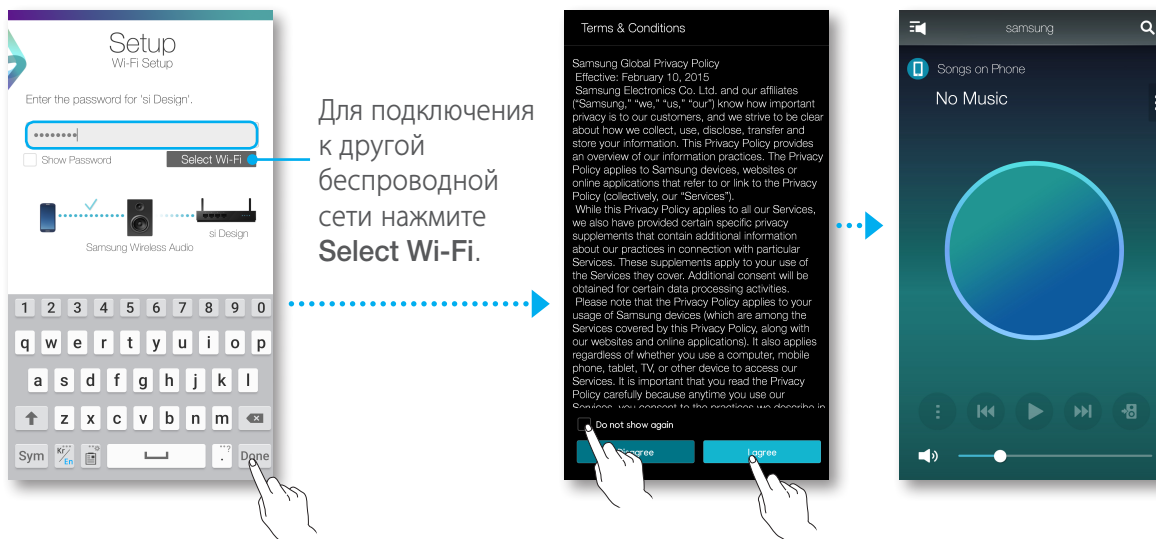 Setup
Wi-Fi Setup
Enter the password for 'si Design'.
••••••••
Show Password
Select Wi-Fi
si Design
Samsung Wireless Audio
1 2 3 4 5 6 7 8 9 0
q w e r t y u i o p
a s d f g h j k l
z x c v b n m
Sym Kr/En .,? Done
Для подключения
к другой
беспроводной
сети нажмите
Select Wi-Fi.
Terms & Conditions
Samsung Global Privacy Policy
Effective: February 10, 2015
Samsung Electronics Co. Ltd. and our affiliates
(“Samsung,” “we,” “us,” “our”) know how important
privacy is to our customers, and we strive to be clear
about how we collect, use, disclose, transfer and
store your information. This Privacy Policy provides
an overview of our information practices. The Privacy
Policy applies to Samsung devices, websites or
online applications that refer to or link to the Privacy
Policy (collectively, our “Services”).
While this Privacy Policy applies to all our Services,
we also have provided certain specific privacy
supplements that contain additional information
about our practices in connection with particular
Services. These supplements apply to your use of
the Services they cover. Additional consent will be
obtained for certain data processing activities.
Please note that the Privacy Policy applies to your
usage of Samsung devices (which are among the
Services covered by this Privacy Policy, along with
our websites and online applications). It also applies
regardless of whether you use a computer, mobile
phone, tablet, TV, or other device to access our
Services. It is important that you read the Privacy
Policy carefully because anytime you use our
Services, you consent to the practices we describe in
Do not show again
Disagree
I agree
samsung
Songs on Phone
No Music